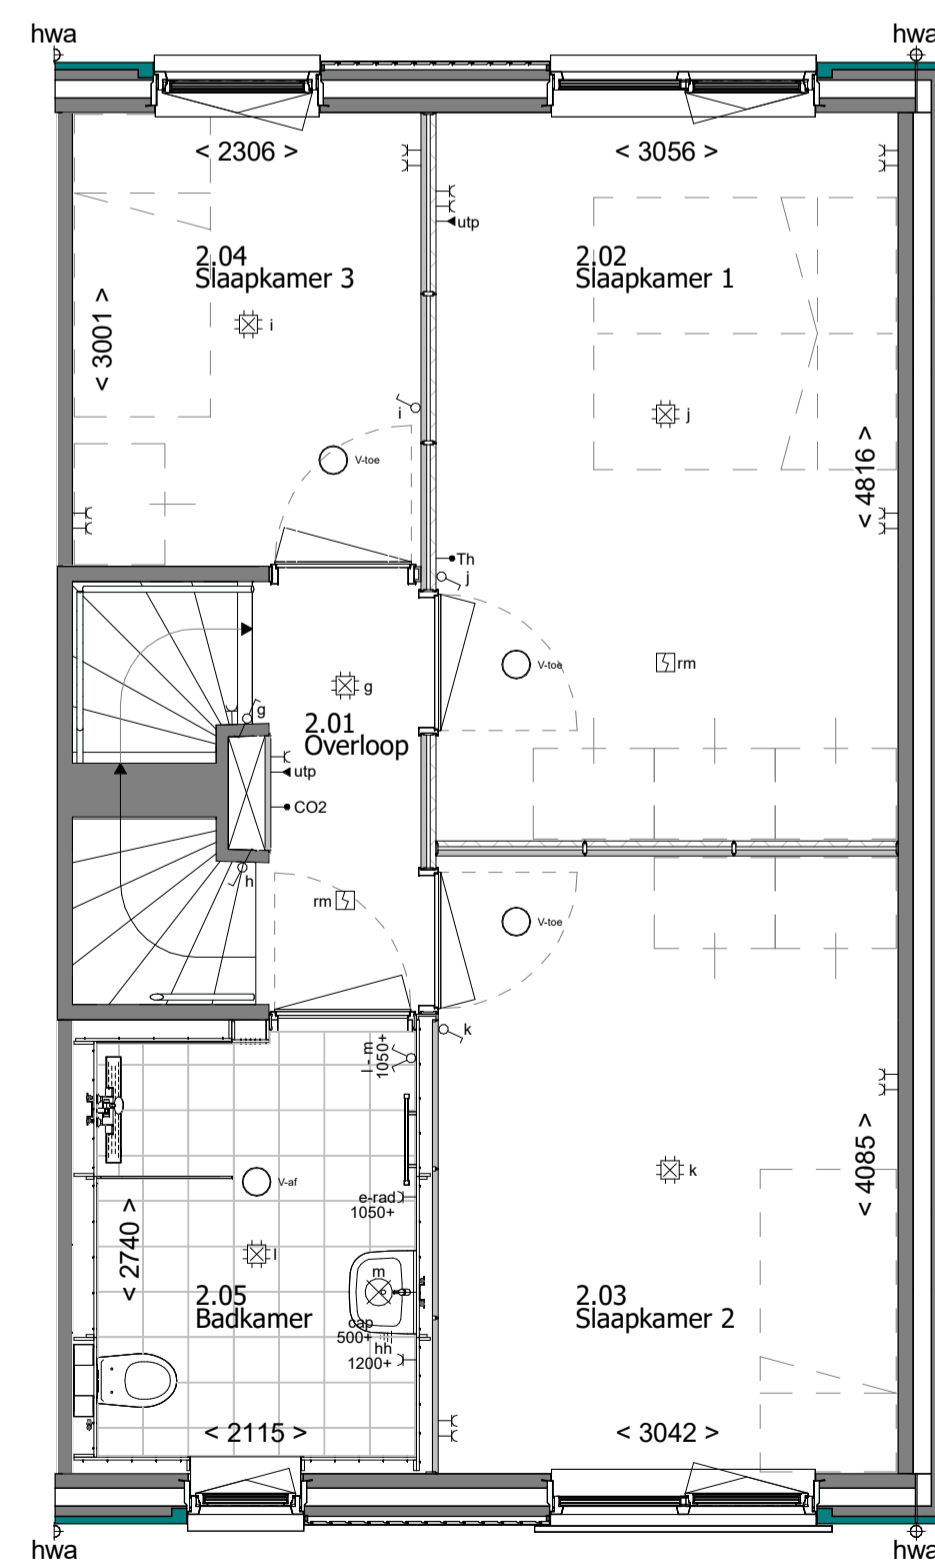 hwa
hwa
< 2306 >
< 3056 >
utp
2.04
Slaapkamer 3
2.02
Slaapkamer 1
i
< 3001 >
i
j
V-toe
< 4816 >
Th
j
V-toe
rm
g
g
2.01
Overloop
utp
CO2
h
rm
V-toe
k
l - m
1050+
k
< 4085 >
V-af
e-rad
1050+
< 2740 >
l
m
2.05
Badkamer
2.03
Slaapkamer 2
cap
500+
hh
1200+
< 2115 >
< 3042 >
hwa
hwa